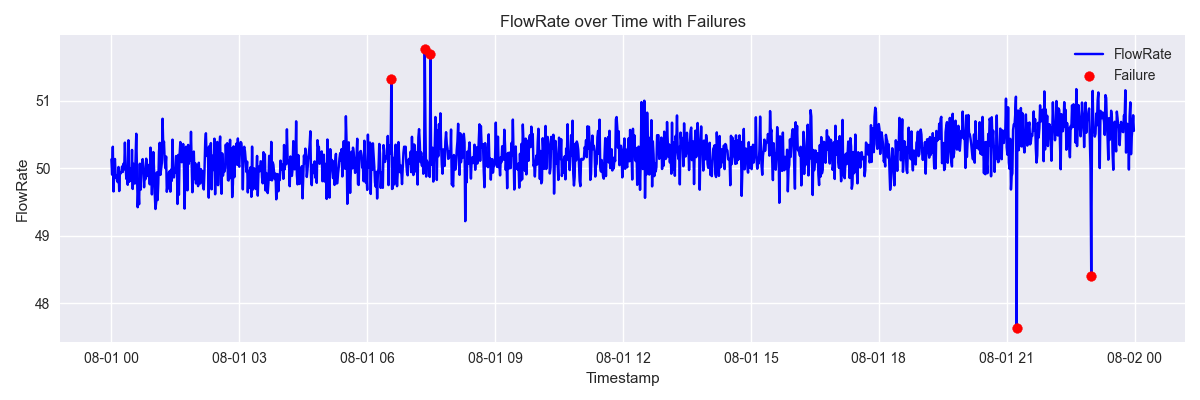 FlowRate over Time with Failures
FlowRate
Failure
51
50
49
48
FlowRate
08-01 00
08-01 03
08-01 06
08-01 09
08-01 12
08-01 15
08-01 18
08-01 21
08-02 00
Timestamp